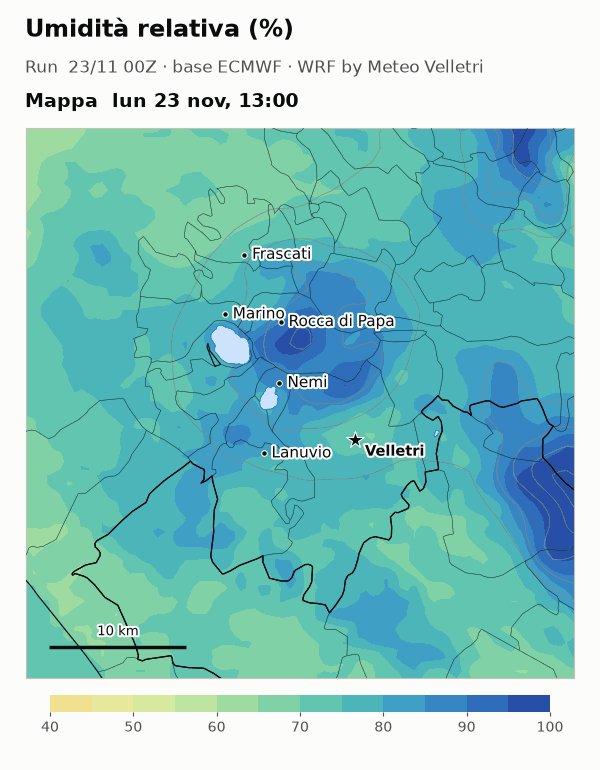 Umidità relativa (%)
Run  23/11 00Z · base ECMWF · WRF by Meteo Velletri
Mappa  lun 23 nov, 13:00
Frascati
Marino
Rocca di Papa
Nemi
Velletri
Lanuvio
10 km
40 50 60 70 80 90 100